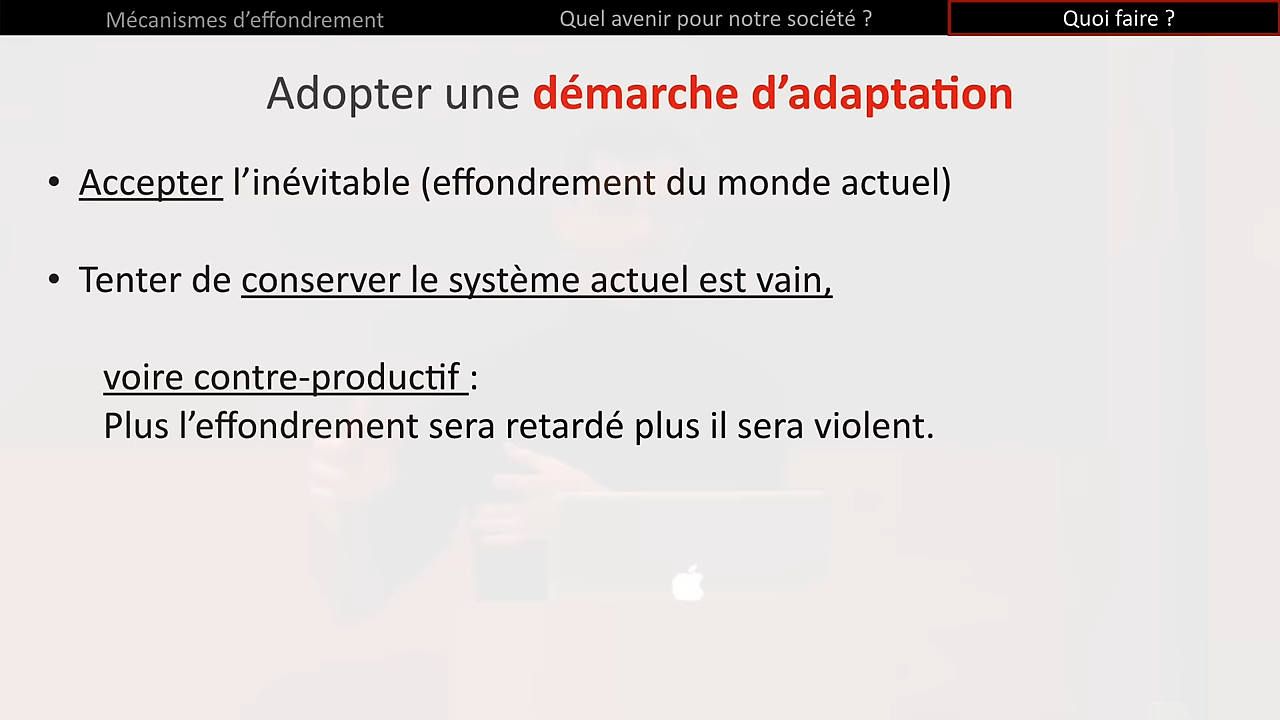 Mécanismes d’effondrement
Quel avenir pour notre société ?
Quoi faire ?
Adopter une démarche d’adaptation
• Accepter l’inévitable (effondrement du monde actuel)
• Tenter de conserver le système actuel est vain,
voire contre-productif :
Plus l’effondrement sera retardé plus il sera violent.